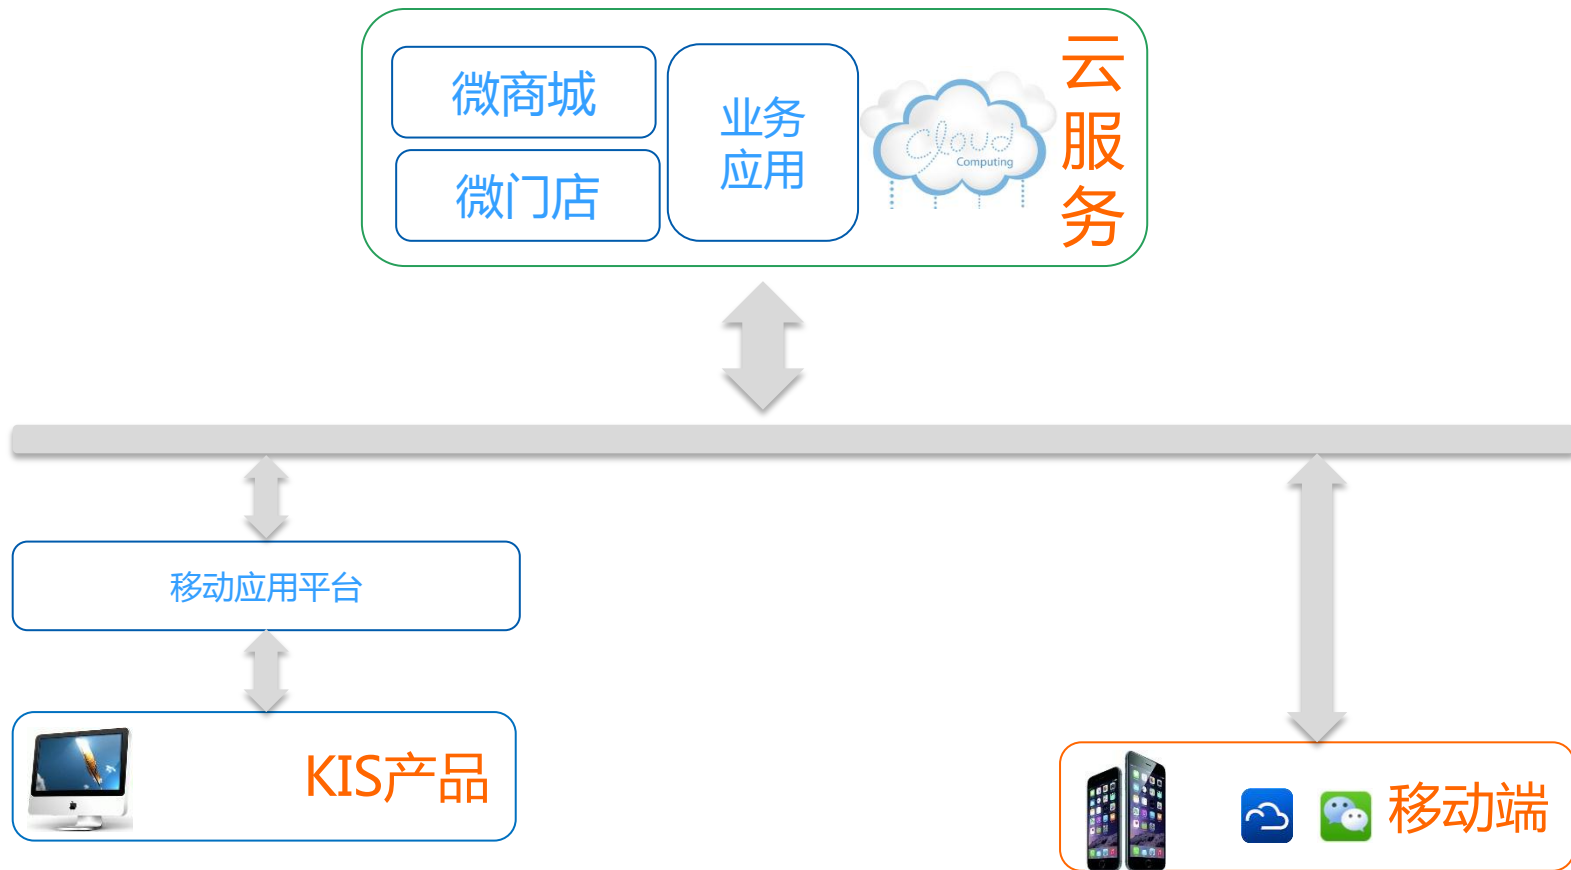 微商城
微门店
业务
应用
Cloud
Computing
云
服
务
移动应用平台
KIS产品
移动端